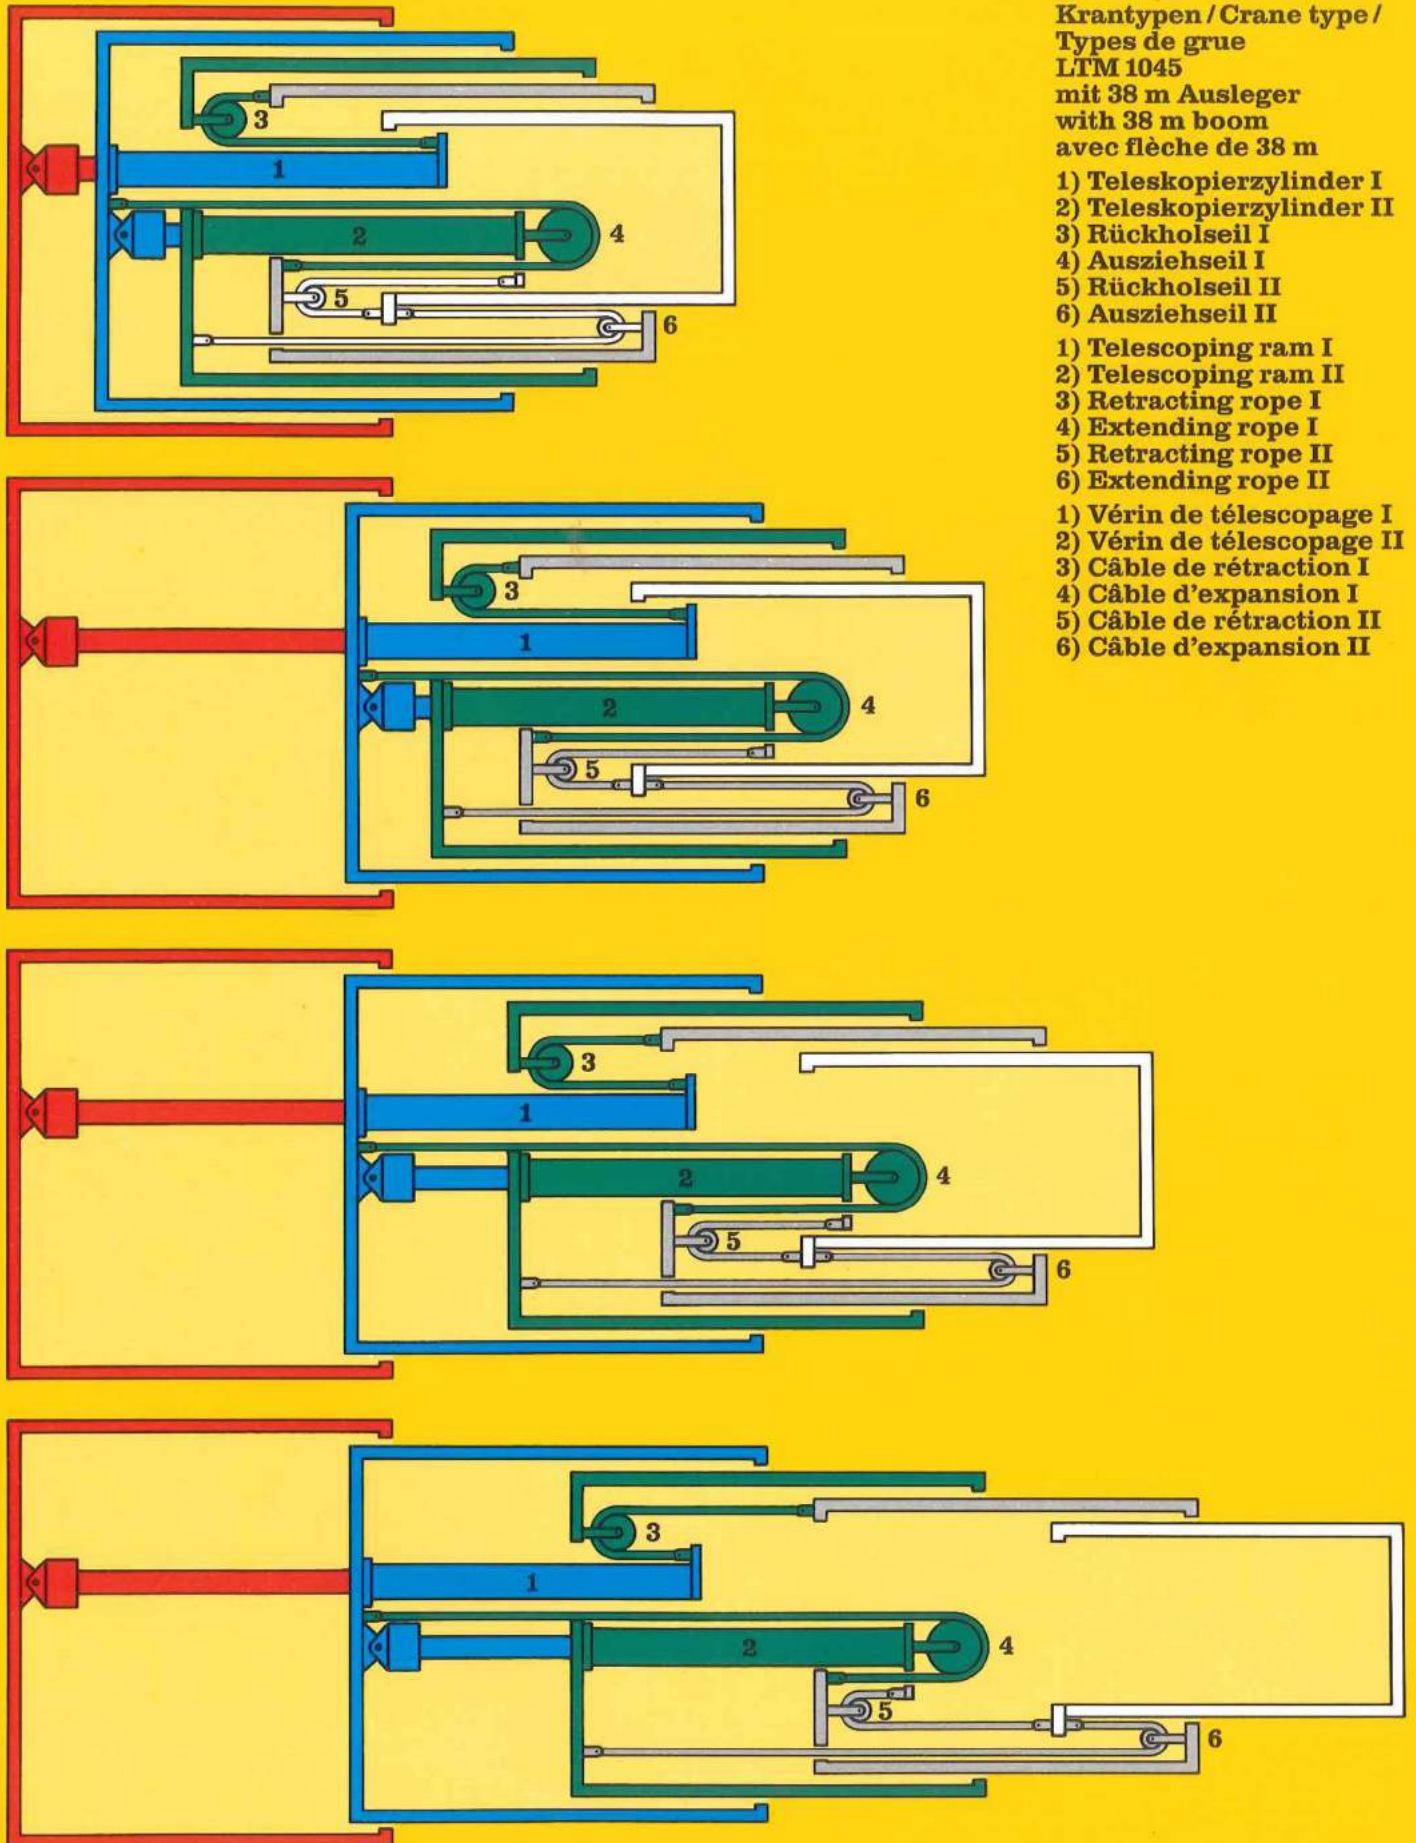 Krantypen / Crane type /
Types de grue
LTM 1045
mit 38 m Ausleger
with 38 m boom
avec flèche de 38 m
1) Teleskopierzylinder I
2) Teleskopierzylinder II
3) Rückholseil I
4) Ausziehseil I
5) Rückholseil II
6) Ausziehseil II
1) Telescoping ram I
2) Telescoping ram II
3) Retracting rope I
4) Extending rope I
5) Retracting rope II
6) Extending rope II
1) Vérin de télescopage I
2) Vérin de télescopage II
3) Câble de rétraction I
4) Câble d'expansion I
5) Câble de rétraction II
6) Câble d'expansion II
3
1
2
4
5
6
3
1
2
4
5
6
3
1
2
4
5
6
3
1
2
4
5
6